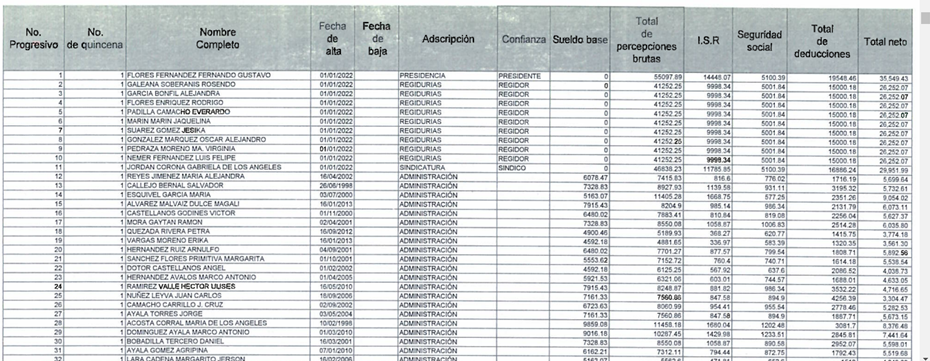 No. Progresivo | No. de quincena | Nombre Completo | Fecha de alta | Fecha de baja | Adscripción | Confianza | Sueldo base | Total de percepciones brutas | I.S.R | Seguridad social | Total de deducciones | Total neto
1 1 FLORES FERNANDEZ FERNANDO GUSTAVO 01/01/2022 PRESIDENCIA PRESIDENTE 0 55097.89 14448.07 5100.39 19548.46 35,549.43
2 1 GALEANA SOBERANIS ROSENDO 01/01/2022 REGIDURIAS REGIDOR 0 41252.25 9998.34 5001.84 15000.18 26,252.07
3 1 GARCIA BONFIL ALEJANDRA 01/01/2022 REGIDURIAS REGIDOR 0 41252.25 9998.34 5001.84 15000.18 26,252.07
4 1 FLORES ENRIQUEZ RODRIGO 01/01/2022 REGIDURIAS REGIDOR 0 41252.25 9998.34 5001.84 15000.18 26,252.07
5 1 PADILLA CAMACHO EVERARDO 01/01/2022 REGIDURIAS REGIDOR 0 41252.25 9998.34 5001.84 15000.18 26,252.07
6 1 MARIN MARIN JAQUELINA 01/01/2022 REGIDURIAS REGIDOR 0 41252.25 9998.34 5001.84 15000.18 26,252.07
7 1 SUAREZ GOMEZ JESIKA 01/01/2022 REGIDURIAS REGIDOR 0 41252.25 9998.34 5001.84 15000.18 26,252.07
8 1 GONZALEZ MARQUEZ OSCAR ALEJANDRO 01/01/2022 REGIDURIAS REGIDOR 0 41252.25 9998.34 5001.84 15000.18 26,252.07
9 1 PEDRAZA MORENO MA. VIRGINIA 01/01/2022 REGIDURIAS REGIDOR 0 41252.25 9998.34 5001.84 15000.18 26,252.07
10 1 NEMER FERNANDEZ LUIS FELIPE 01/01/2022 REGIDURIAS REGIDOR 0 41252.25 9998.34 5001.84 15000.18 26,252.07
11 1 JORDAN CORONA GABRIELA DE LOS ANGELES 01/01/2022 SINDICATURA SINDICO 0 46838.23 11785.85 5100.39 16886.24 29,951.99
12 1 REYES JIMENEZ MARIA ALEJANDRA 16/04/2002 ADMINISTRACIÓN 6078.47 7415.83 816.6 776.02 1716.19 5,699.64
13 1 CALLEJO BERNAL SALVADOR 26/08/1998 ADMINISTRACIÓN 7328.83 8927.93 1139.58 931.11 3195.32 5,732.61
14 1 ESQUIVEL GARCIA MARIA 03/07/2000 ADMINISTRACIÓN 5163.07 11405.28 1668.75 577.25 2351.26 9,054.02
15 1 ALVAREZ MALVAIZ DULCE MAGALI 16/01/2013 ADMINISTRACIÓN 7915.43 8204.9 985.14 986.34 2131.79 6,073.11
16 1 CASTELLANOS GODINES VICTOR 01/11/2000 ADMINISTRACIÓN 6480.02 7883.41 810.84 819.08 2256.04 5,627.37
17 1 MORA GAYTAN RAMON 02/04/2001 ADMINISTRACIÓN 7328.83 8550.08 1058.87 1006.83 2514.28 6,035.80
18 1 QUEZADA RIVERA PETRA 16/09/2012 ADMINISTRACIÓN 4900.46 5189.93 368.27 620.77 1415.75 3,774.18
19 1 VARGAS MORENO ERIKA 16/01/2013 ADMINISTRACIÓN 4592.18 4881.65 336.97 583.39 1320.35 3,561.30
20 1 HERNANDEZ RUIZ ARNULFO 04/09/2001 ADMINISTRACIÓN 6480.02 7701.27 877.57 799.54 1808.71 5,892.56
21 1 SANCHEZ FLORES PRIMITIVA MARGARITA 01/10/2001 ADMINISTRACIÓN 5553.62 7152.72 760.4 740.71 1614.18 5,538.54
22 1 DOTOR CASTELLANOS ANGEL 01/02/2002 ADMINISTRACIÓN 4592.18 6125.25 567.92 637.6 2086.52 4,038.73
23 1 HERNANDEZ AVALOS MARCO ANTONIO 01/04/2005 ADMINISTRACIÓN 5921.53 6321.06 603.01 744.57 1688.01 4,633.05
24 1 RAMIREZ VALLE HECTOR ULISES 16/05/2010 ADMINISTRACIÓN 7915.43 8248.87 881.82 986.34 3532.22 4,716.65
25 1 NUÑEZ LEYVA JUAN CARLOS 16/09/2006 ADMINISTRACIÓN 7161.33 7560.86 847.58 894.9 4256.39 3,304.47
26 1 CAMACHO CARRILLO J. CRUZ 02/09/2002 ADMINISTRACIÓN 6723.63 8060.99 954.41 955.54 2778.46 5,282.53
27 1 AYALA TORRES JORGE 03/05/2004 ADMINISTRACIÓN 7161.33 7560.86 847.58 894.9 1887.71 5,673.15
28 1 ACOSTA CORRAL MARIA DE LOS ANGELES 10/02/1998 ADMINISTRACIÓN 9859.08 11458.18 1680.04 1202.48 3081.7 8,376.48
29 1 DOMINGUEZ AYALA MARCO ANTONIO 01/03/2010 ADMINISTRACIÓN 9016.18 10287.45 1429.98 1233.51 2845.81 7,441.64
30 1 BOBADILLA TERCERO DANIEL 16/03/2001 ADMINISTRACIÓN 7328.83 8550.08 1058.87 890.58 2952.07 5,598.01
31 1 AYALA GOMEZ AGRIPINA 07/01/2010 ADMINISTRACIÓN 6162.21 7312.11 794.44 872.75 1792.43 5,519.68
32 1 LARA CADENA MARGARITO JERSON ADMINISTRACIÓN